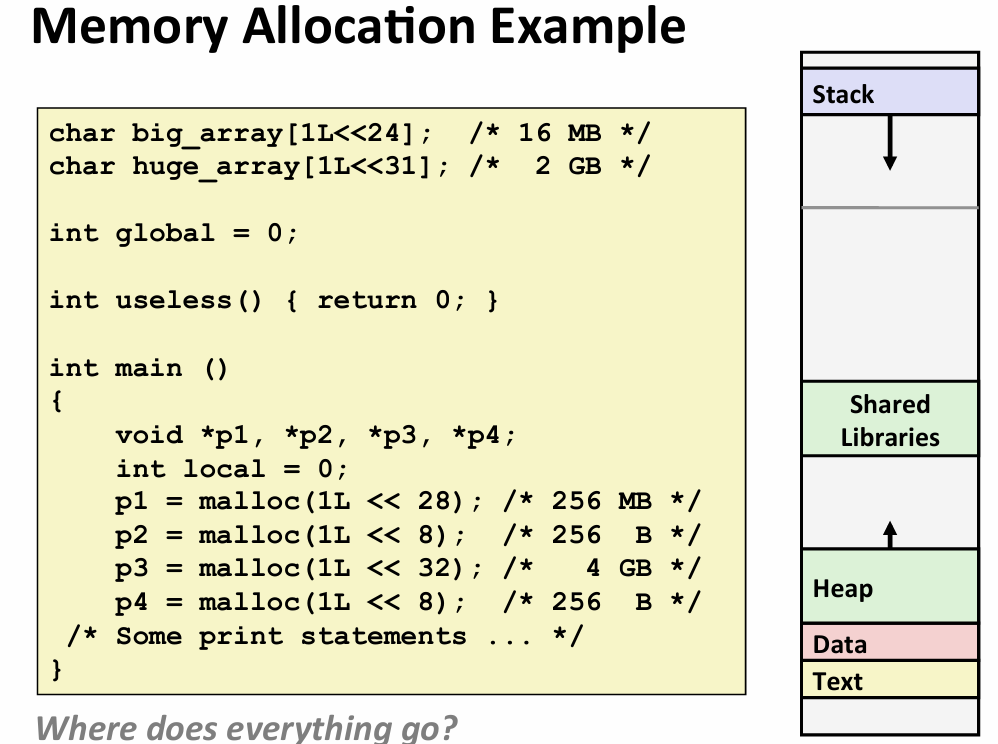 Memory Allocation Example
char big_array[1L<<24];  /* 16 MB */
char huge_array[1L<<31]; /*  2 GB */
int global = 0;
int useless() { return 0; }
int main ()
{
    void *p1, *p2, *p3, *p4;
    int local = 0;
    p1 = malloc(1L << 28); /* 256 MB */
    p2 = malloc(1L << 8);  /* 256  B */
    p3 = malloc(1L << 32); /*   4 GB */
    p4 = malloc(1L << 8);  /* 256  B */
 /* Some print statements ... */
}
Where does everything go?
Stack
Shared
Libraries
Heap
Data
Text